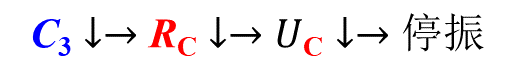 C₃ ↓→ R_C ↓→ U_C ↓→ 停振